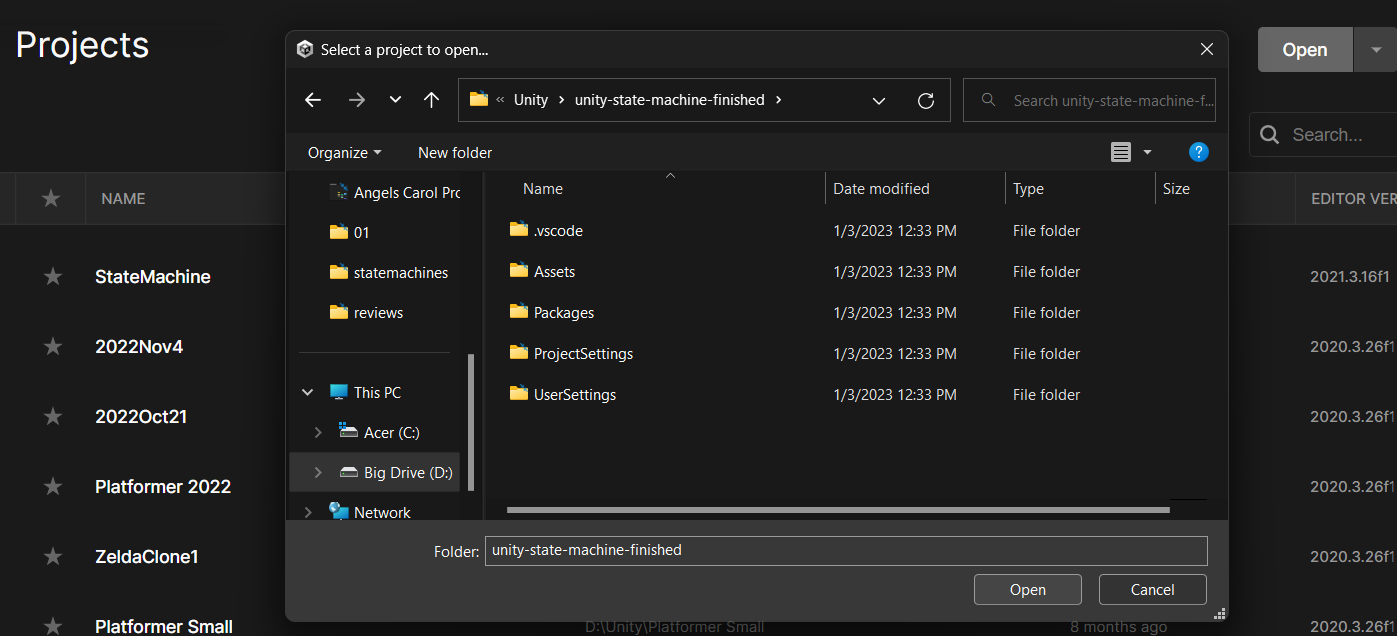 Projects
Select a project to open...
Open
« Unity > unity-state-machine-finished >
Search unity-state-machine-f...
Search...
Organize
New folder
?
NAME
EDITOR VER
Angels Carol Prc
01
statemachines
reviews
This PC
Acer (C:)
Big Drive (D:)
Network
Name Date modified Type Size
.vscode 1/3/2023 12:33 PM File folder
Assets 1/3/2023 12:33 PM File folder
Packages 1/3/2023 12:33 PM File folder
ProjectSettings 1/3/2023 12:33 PM File folder
UserSettings 1/3/2023 12:33 PM File folder
StateMachine 2021.3.16f1
2022Nov4 2020.3.26f1
2022Oct21 2020.3.26f1
Platformer 2022 2020.3.26f1
ZeldaClone1 2020.3.26f1
Folder: unity-state-machine-finished
Open Cancel
Platformer Small D:\Unity\Platformer Small 8 months ago 2020.3.26f1